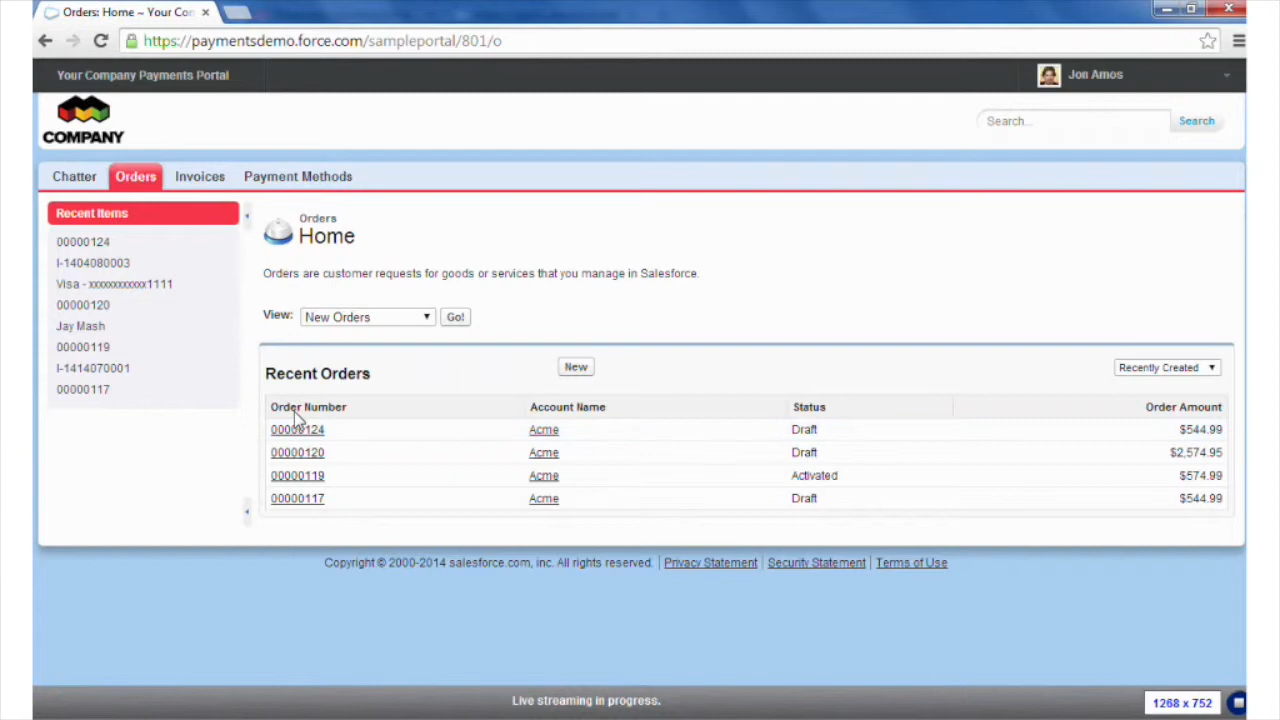 Orders: Home ~ Your Con
https://paymentsdemo.force.com/sampleportal/801/o
Your Company Payments Portal
Jon Amos
COMPANY
Search...
Search
Chatter
Orders
Invoices
Payment Methods
Recent Items
00000124
I-1404080003
Visa - xxxxxxxxxxxx1111
00000120
Jay Mash
00000119
I-1414070001
00000117
Orders
Home
Orders are customer requests for goods or services that you manage in Salesforce.
View: New Orders Go!
Recent Orders New Recently Created
Order Number Account Name Status Order Amount
00000124 Acme Draft $544.99
00000120 Acme Draft $2,574.95
00000119 Acme Activated $574.99
00000117 Acme Draft $544.99
Copyright © 2000-2014 salesforce.com, inc. All rights reserved. | Privacy Statement | Security Statement | Terms of Use
Live streaming in progress.
1268 x 752